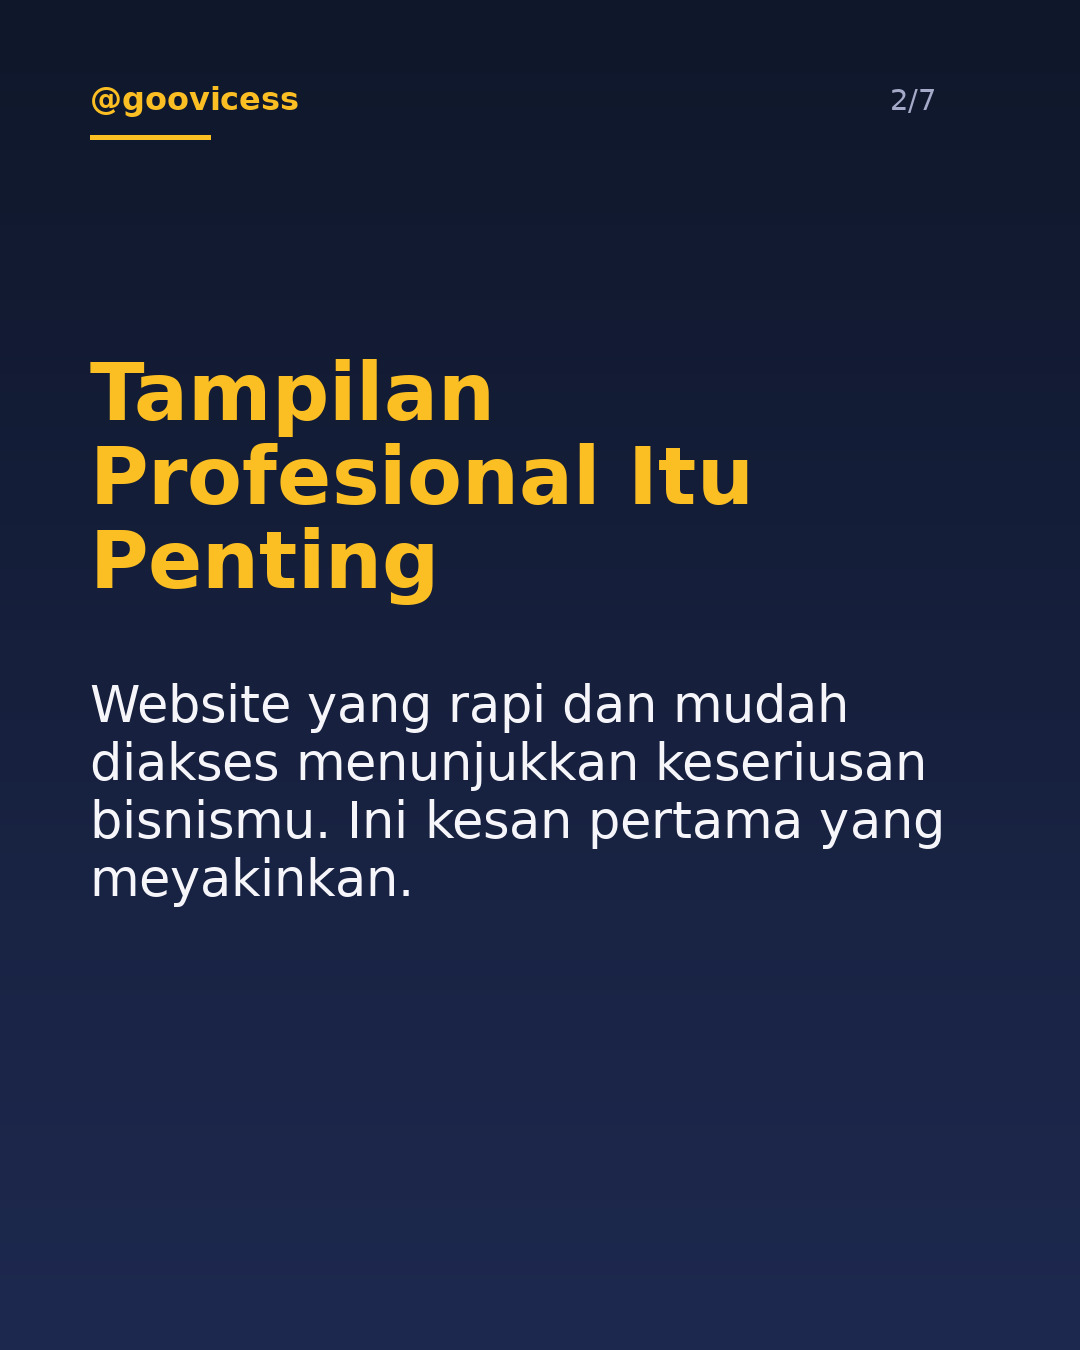 @goovicess
2/7
Tampilan
Profesional Itu
Penting
Website yang rapi dan mudah
diakses menunjukkan keseriusan
bisnismu. Ini kesan pertama yang
meyakinkan.